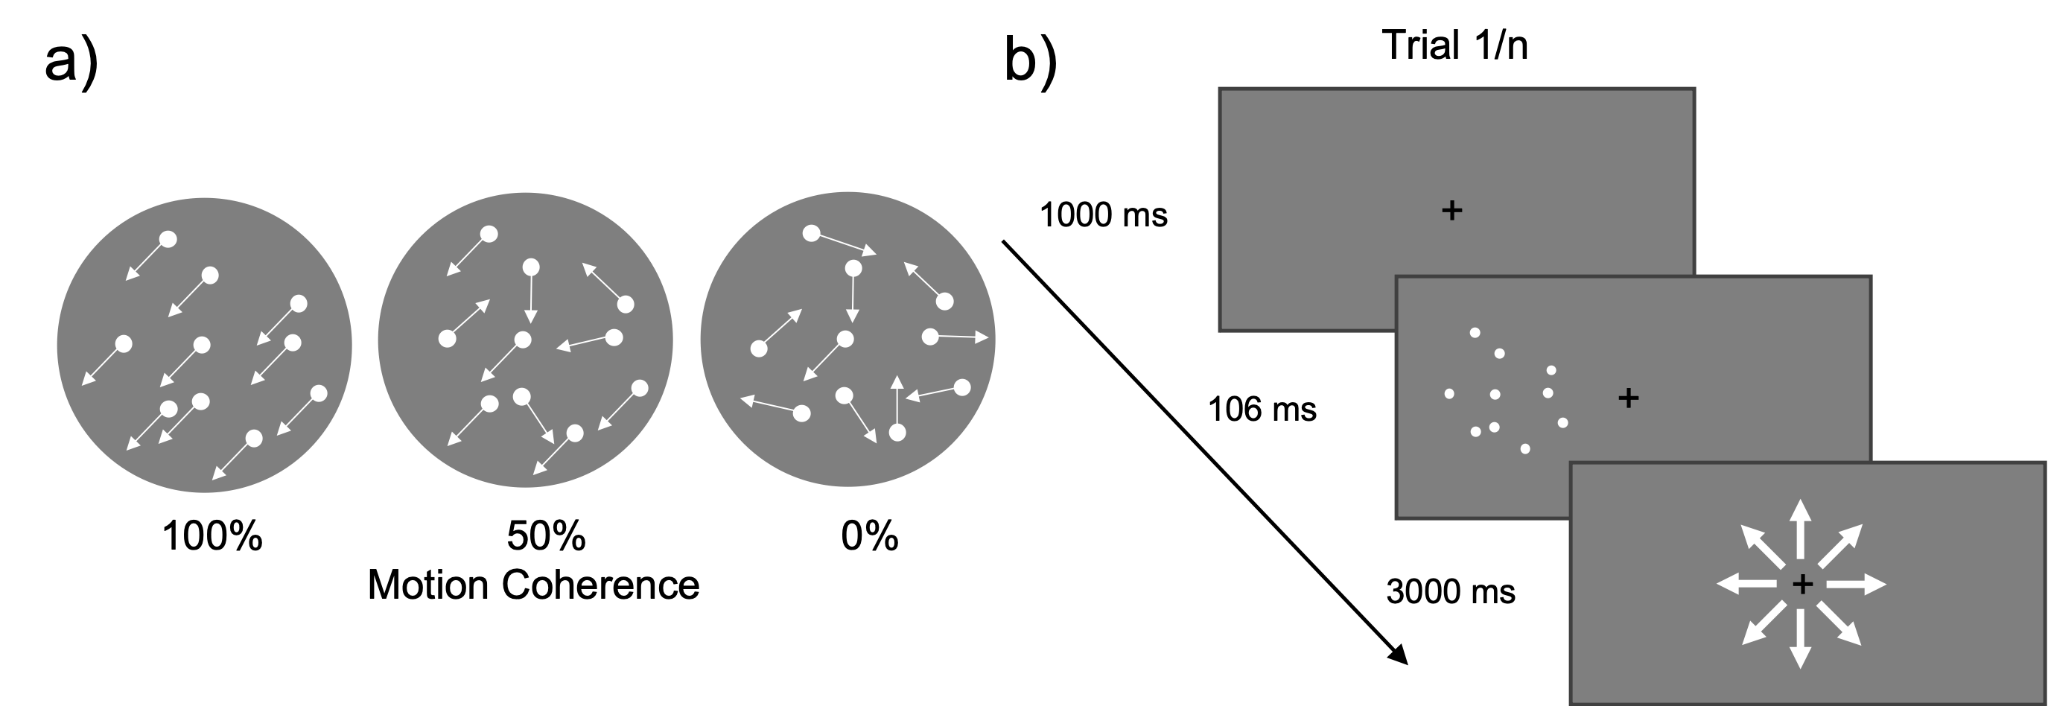 a)
100%
50%
0%
Motion Coherence
b)
Trial 1/n
1000 ms
106 ms
3000 ms